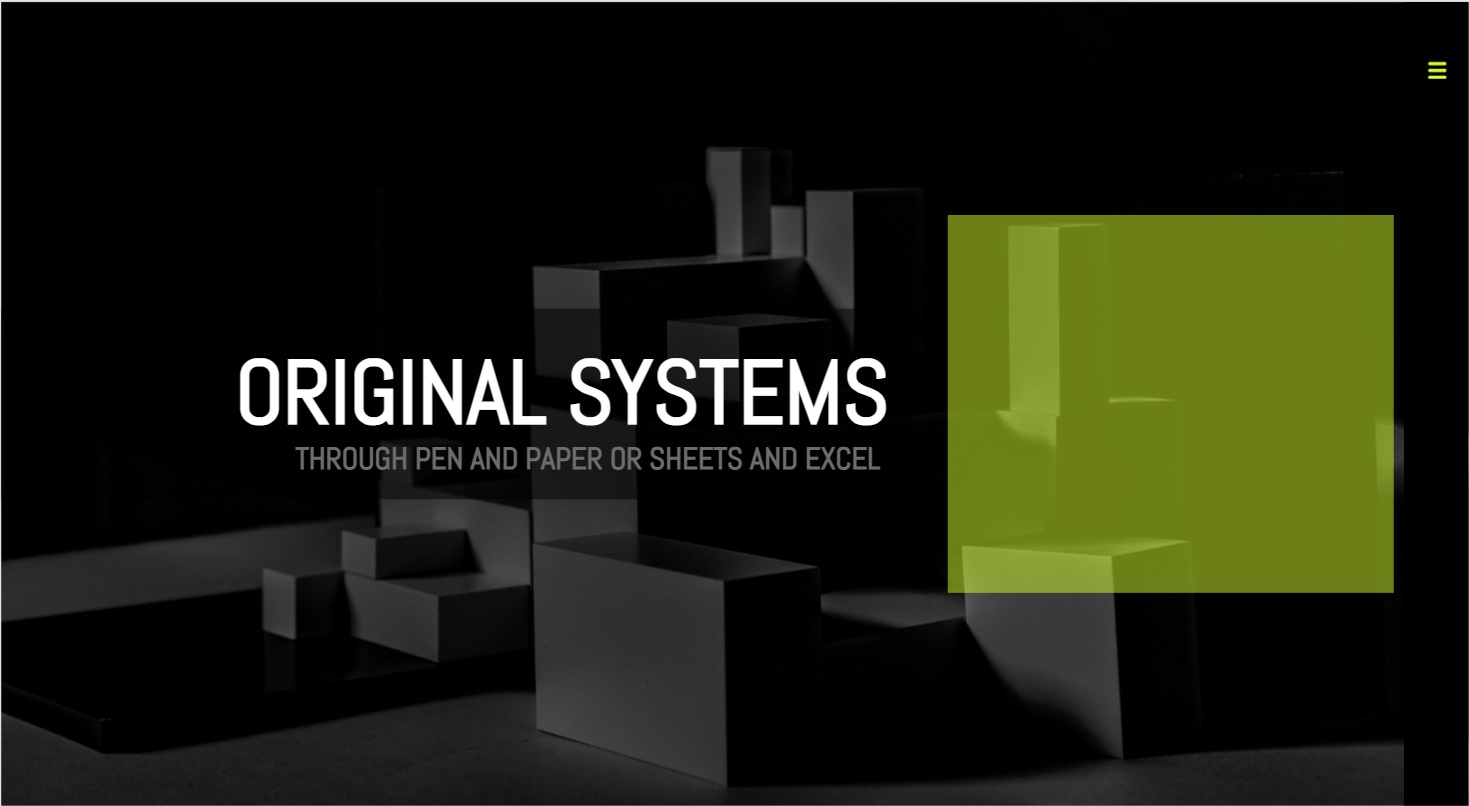 ORIGINAL SYSTEMS
THROUGH PEN AND PAPER OR SHEETS AND EXCEL